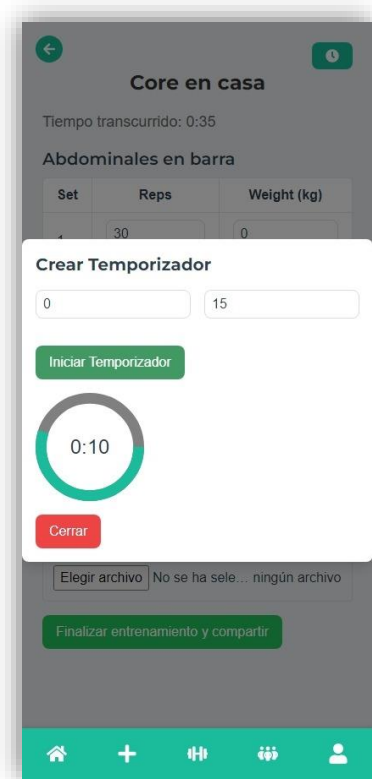 Core en casa
Tiempo transcurrido: 0:35
Abdominales en barra
Set Reps Weight (kg)
30 0
Crear Temporizador
0 15
Iniciar Temporizador
0:10
Cerrar
Elegir archivo No se ha sele... ningún archivo
Finalizar entrenamiento y compartir